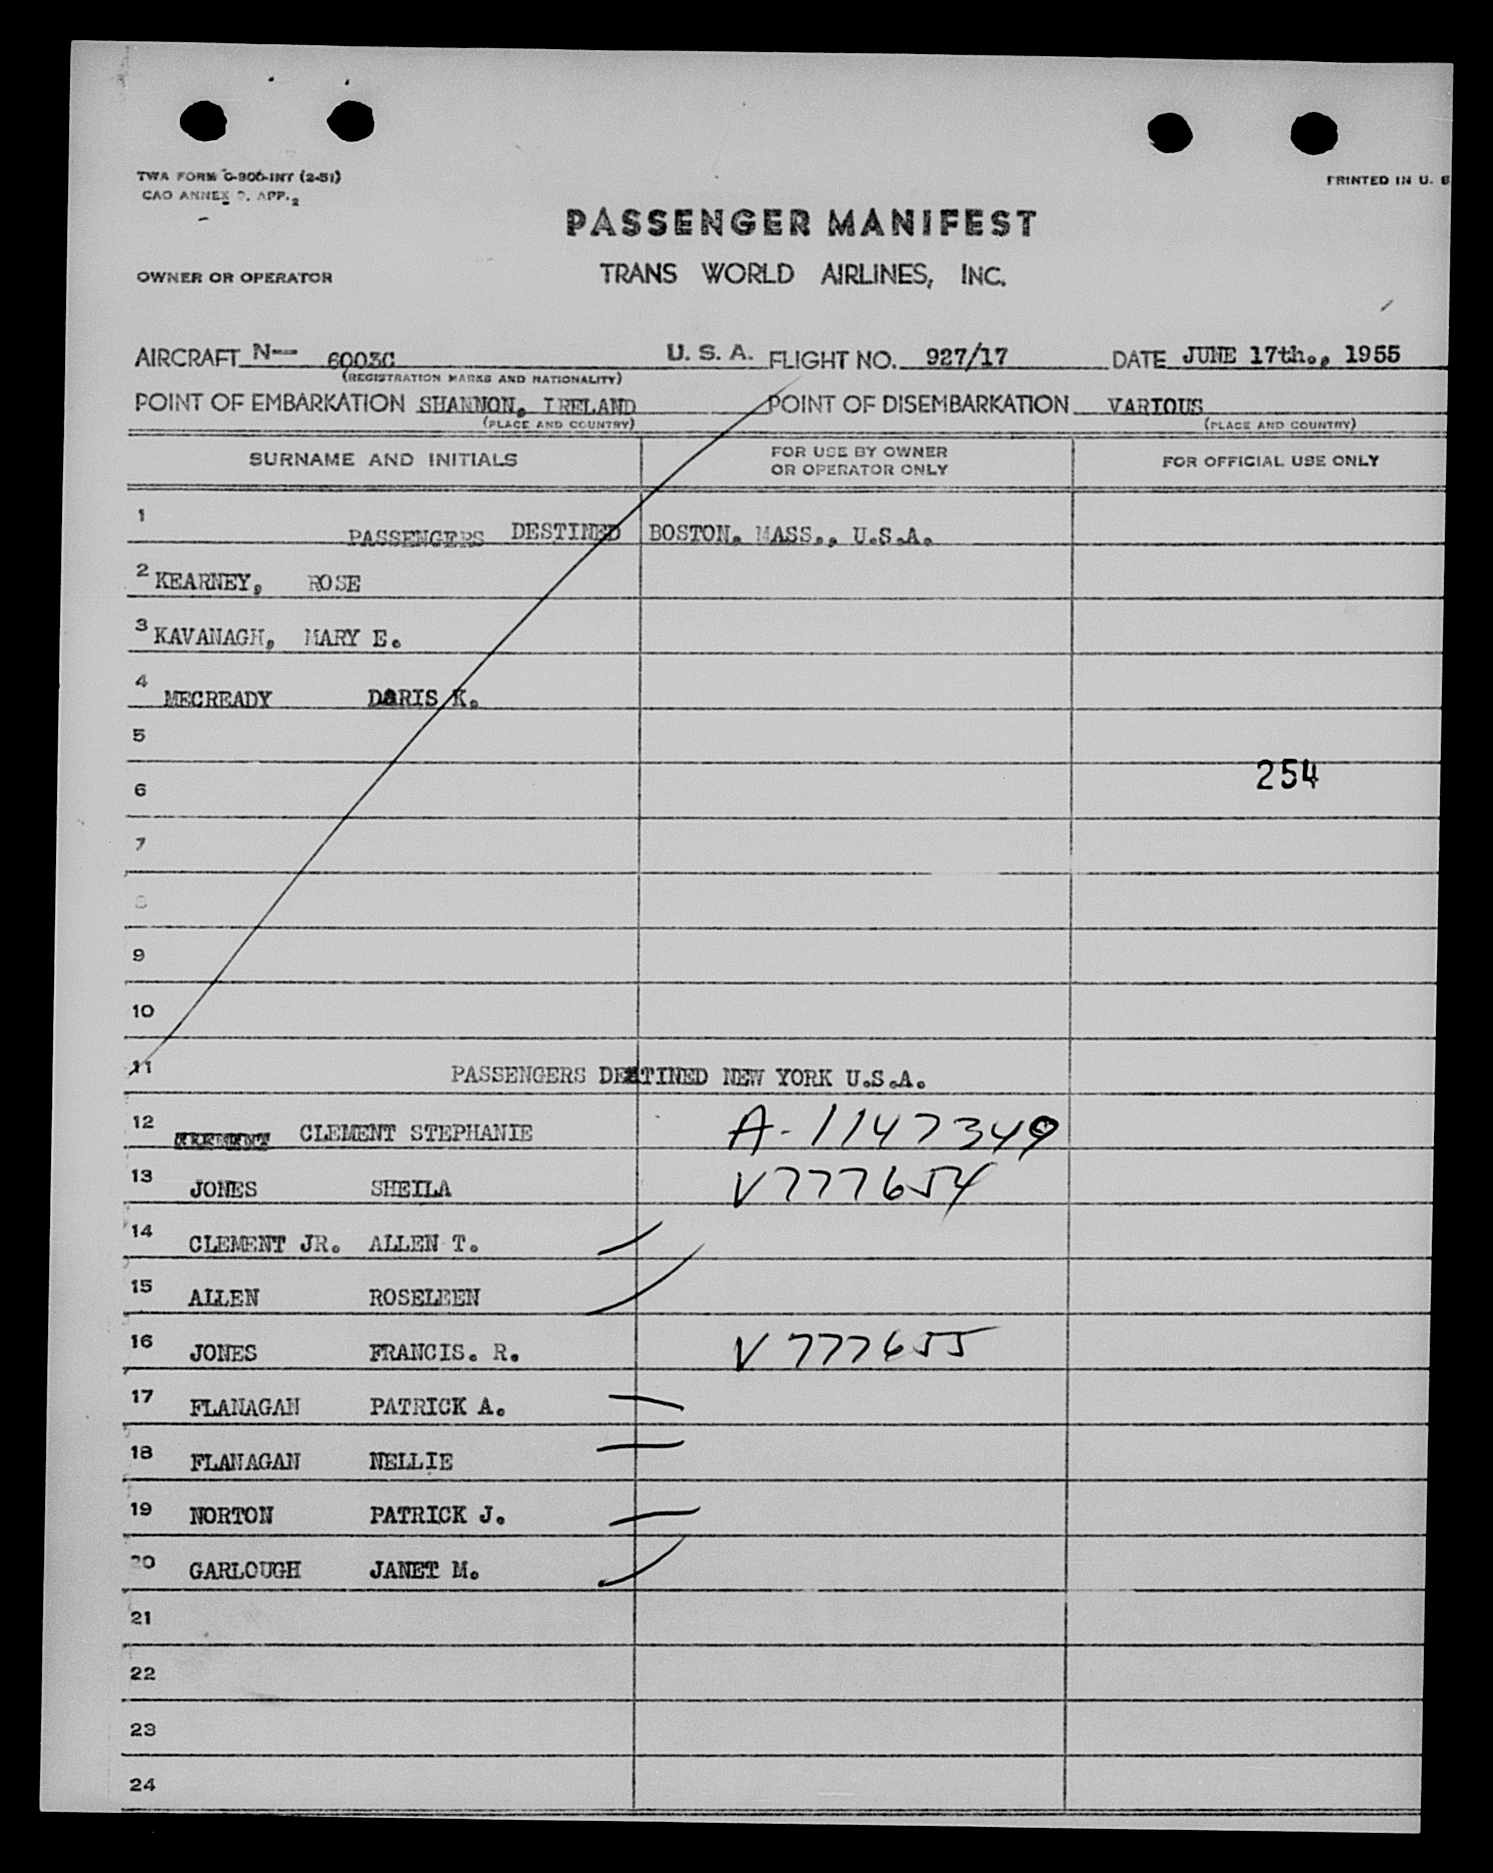 TWA FORM C-906-INT (2-51)
PRINTED IN U. S
CAO ANNEX 9. APP. 2
PASSENGER MANIFEST
OWNER OR OPERATOR TRANS WORLD AIRLINES, INC.
AIRCRAFT N-- 6003C U. S. A. FLIGHT NO. 927/17 DATE JUNE 17th., 1955
(REGISTRATION MARKS AND NATIONALITY)
POINT OF EMBARKATION SHANNON, IRELAND POINT OF DISEMBARKATION VARIOUS
(PLACE AND COUNTRY) (PLACE AND COUNTRY)
SURNAME AND INITIALS FOR USE BY OWNER OR OPERATOR ONLY FOR OFFICIAL USE ONLY
1 PASSENGERS DESTINED BOSTON. MASS., U.S.A.
2 KEARNEY, ROSE
3 KAVANAGH, MARY E.
4 MECREADY DORIS K.
5
254
6
7
8
9
10
11 PASSENGERS DESTINED NEW YORK U.S.A.
12 CLEMENT STEPHANIE A-1147349
13 JONES SHEILA V777654
14 CLEMENT JR. ALLEN T.
15 ALLEN ROSELEEN
16 JONES FRANCIS. R. V777655
17 FLANAGAN PATRICK A.
18 FLANAGAN NELLIE
19 NORTON PATRICK J.
20 GARLOUGH JANET M.
21
22
23
24